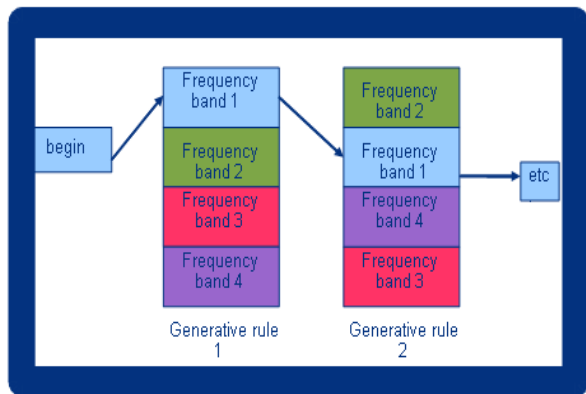 begin
Frequency
band 1
Frequency
band 2
Frequency
band 3
Frequency
band 4
Generative rule
1
Frequency
band 2
Frequency
band 1
Frequency
band 4
Frequency
band 3
Generative rule
2
etc